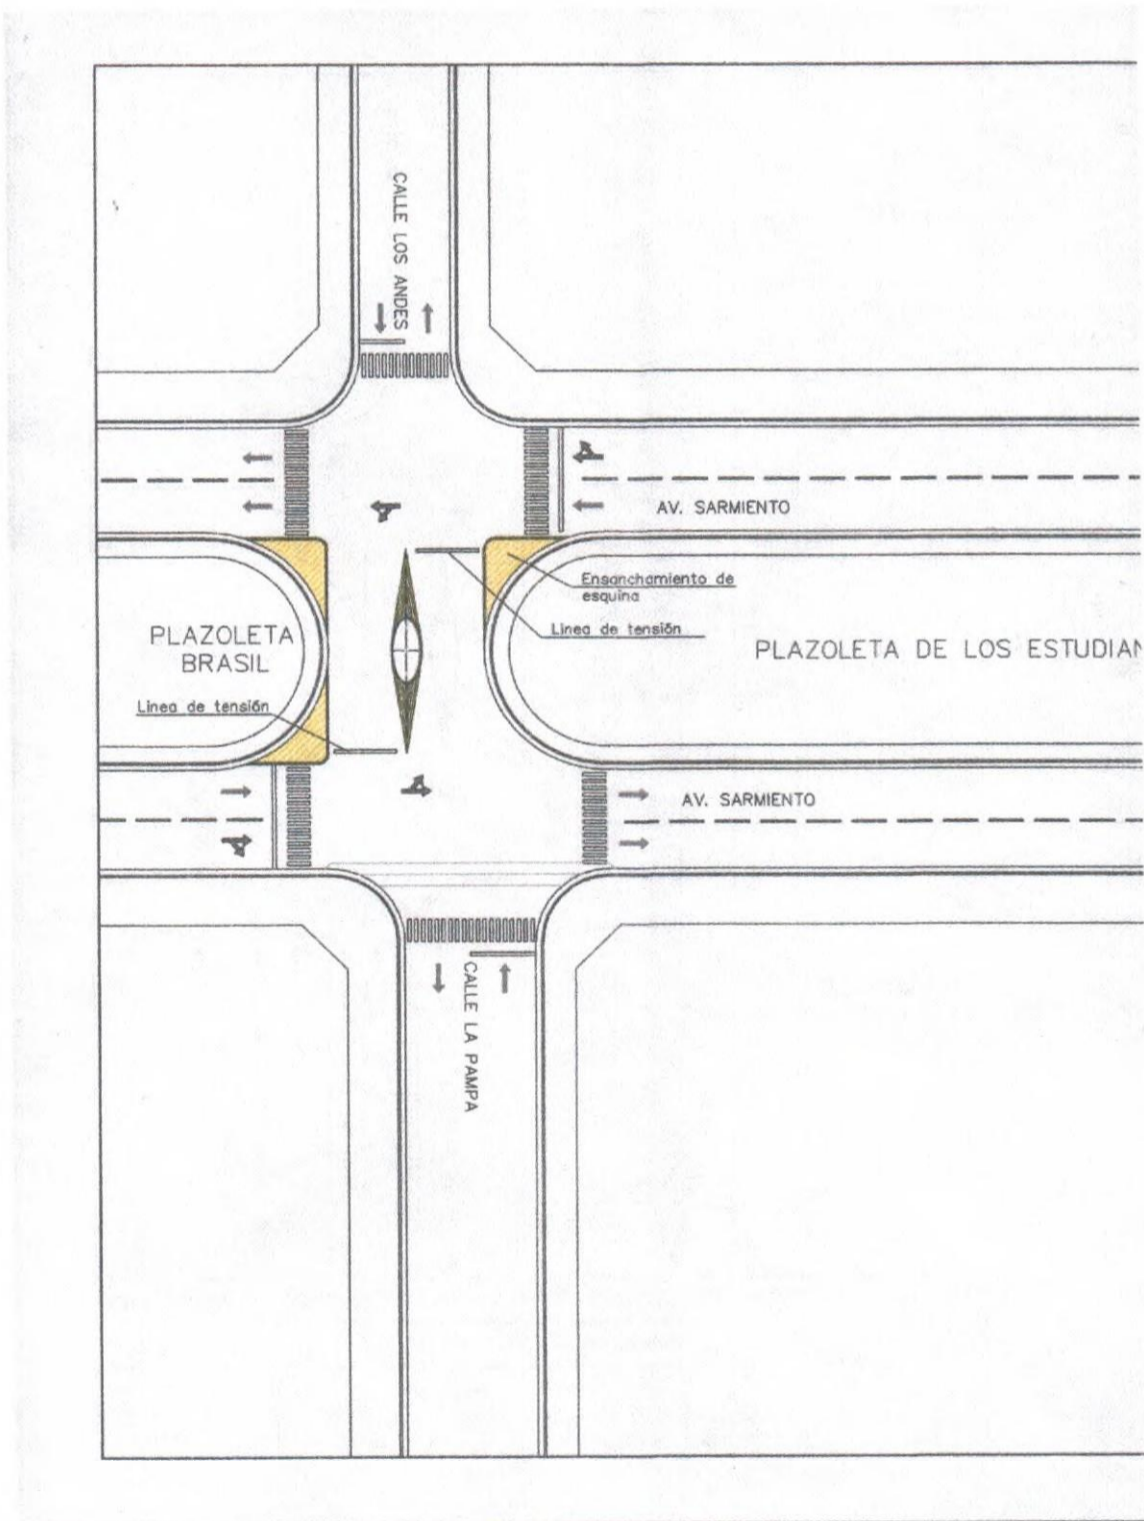 CALLE LOS ANDES
AV. SARMIENTO
Ensanchamiento de
esquina
Linea de tensión
PLAZOLETA
BRASIL
PLAZOLETA DE LOS ESTUDIAN
Linea de tensión
AV. SARMIENTO
CALLE LA PAMPA